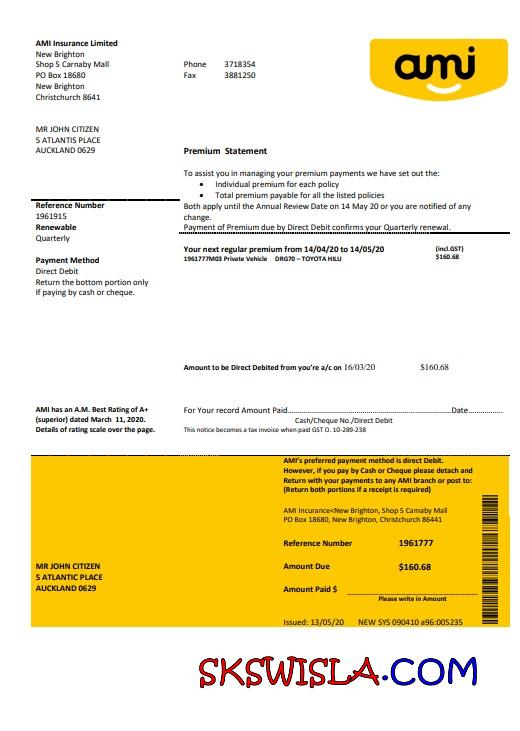 AMI Insurance Limited
New Brighton
Shop 5 Carnaby Mall
PO Box 18680
New Brighton
Christchurch 8641
Phone 3718354
Fax 3881250
ami
MR JOHN CITIZEN
5 ATLANTIS PLACE
AUCKLAND 0629
Premium Statement
To assist you in managing your premium payments we have set out the:
• Individual premium for each policy
• Total premium payable for all the listed policies
Both apply until the Annual Review Date on 14 May 20 or you are notified of any
change.
Payment of Premium due by Direct Debit confirms your Quarterly renewal.
Reference Number
1961915
Renewable
Quarterly
Payment Method
Direct Debit
Return the bottom portion only
If paying by cash or cheque.
Your next regular premium from 14/04/20 to 14/05/20 (incl.GST)
1961777M03 Private Vehicle DRG70 – TOYOTA HILU $160.68
Amount to be Direct Debited from you're a/c on 16/03/20 $160.68
AMI has an A.M. Best Rating of A+
(superior) dated March 11, 2020.
Details of rating scale over the page.
For Your record Amount Paid..........................................................Date..............
Cash/Cheque No./Direct Debit
This notice becomes a tax invoice when paid GST O. 10-289-238
AMI's preferred payment method is direct Debit.
However, if you pay by Cash or Cheque please detach and
Return with your payments to any AMI branch or post to:
(Return both portions if a receipt is required)
AMI Insurance<New Brighton, Shop 5 Carnaby Mall
PO Box 18680, New Brighton, Christchurch 86441
Reference Number 1961777
MR JOHN CITIZEN
5 ATLANTIC PLACE
AUCKLAND 0629
Amount Due $160.68
Amount Paid $ ______________________
Please write in Amount
Issued: 13/05/20 NEW SYS 090410 a96:005235
SKSWISLA.COM